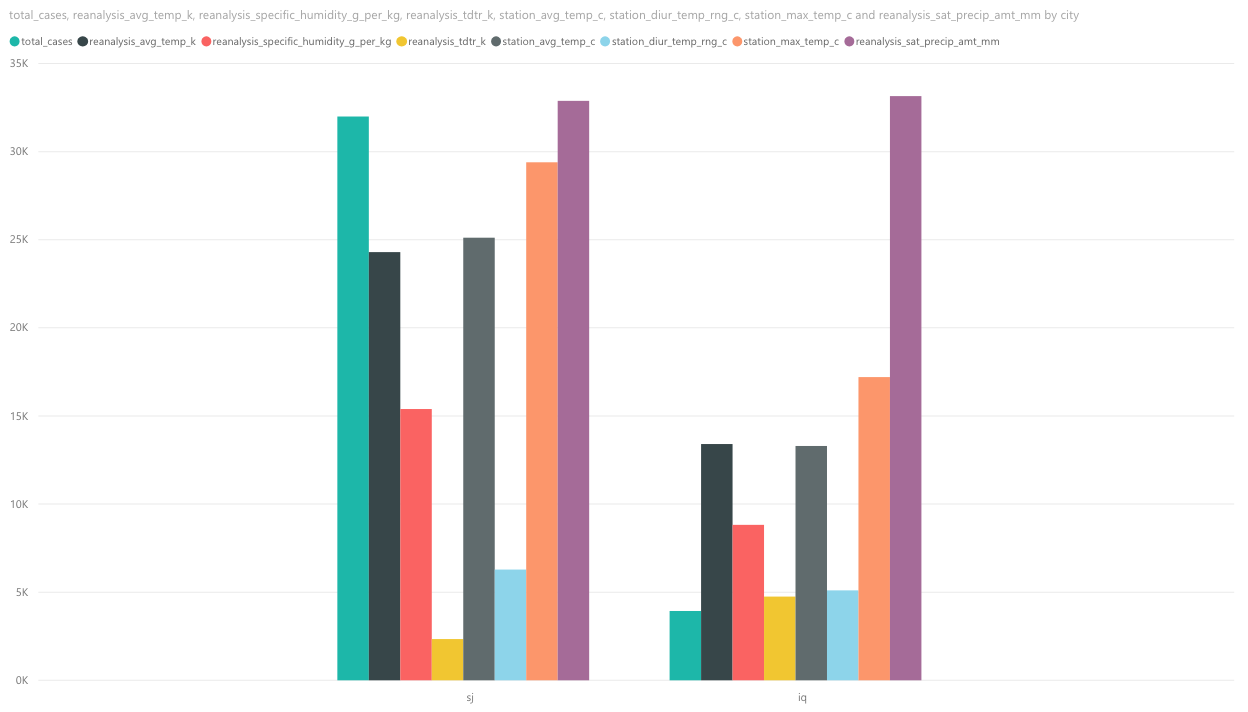 total_cases, reanalysis_avg_temp_k, reanalysis_specific_humidity_g_per_kg, reanalysis_tdtr_k, station_avg_temp_c, station_diur_temp_rng_c, station_max_temp_c and reanalysis_sat_precip_amt_mm by city
total_cases reanalysis_avg_temp_k reanalysis_specific_humidity_g_per_kg reanalysis_tdtr_k station_avg_temp_c station_diur_temp_rng_c station_max_temp_c reanalysis_sat_precip_amt_mm
35K
30K
25K
20K
15K
10K
5K
0K
sj iq